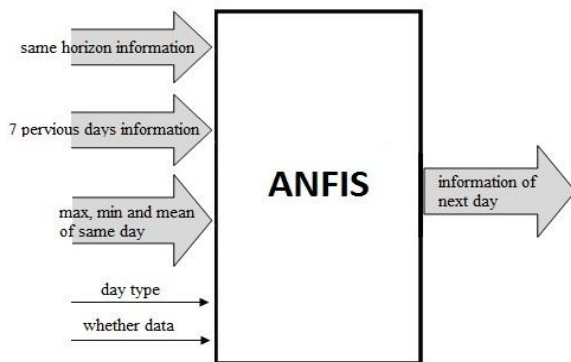 same horizon information
7 pervious days information
ANFIS
information of
next day
max, min and mean
of same day
day type
whether data